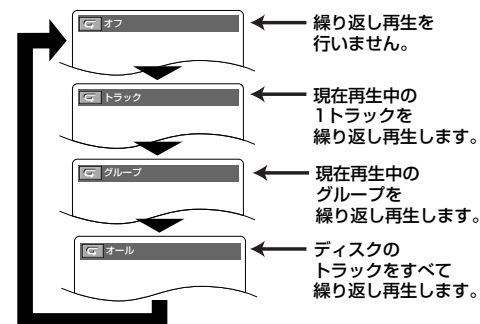 オフ
繰り返し再生を
行いません。
トラック
現在再生中の
1トラックを
繰り返し再生します。
グループ
現在再生中の
グループを
繰り返し再生します。
オール
ディスクの
トラックをすべて
繰り返し再生します。